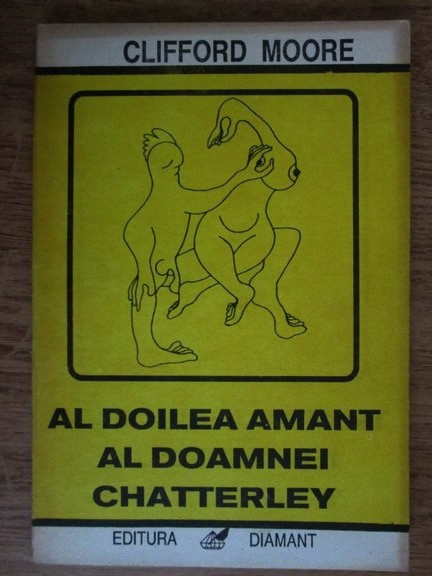 CLIFFORD MOORE
AL DOILEA AMANT
AL DOAMNEI
CHATTERLEY
EDITURA DIAMANT